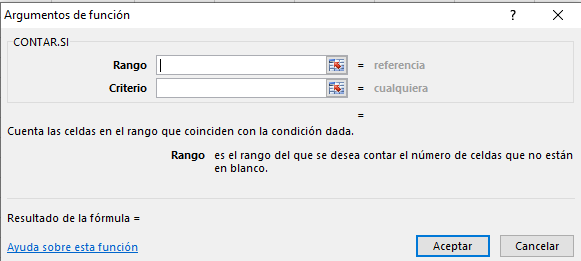 Argumentos de función ? ×
CONTAR.SI
Rango = referencia
Criterio = cualquiera
=
Cuenta las celdas en el rango que coinciden con la condición dada.
Rango es el rango del que se desea contar el número de celdas que no están
en blanco.
Resultado de la fórmula =
Ayuda sobre esta función Aceptar Cancelar